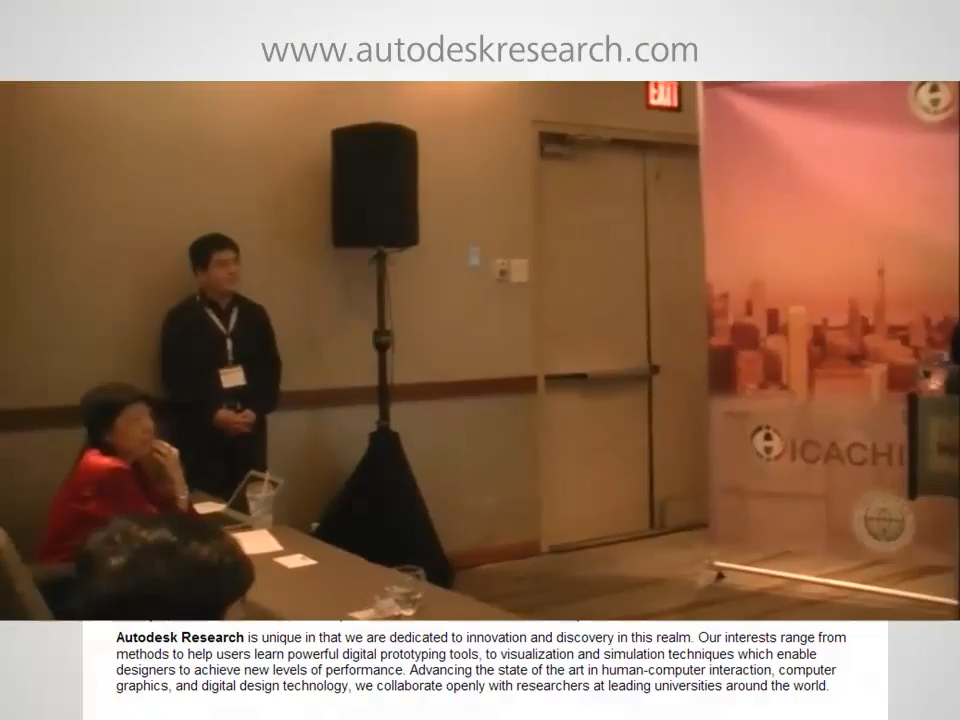 www.autodeskresearch.com
EXIT
ICACHI
Autodesk Research is unique in that we are dedicated to innovation and discovery in this realm. Our interests range from
methods to help users learn powerful digital prototyping tools, to visualization and simulation techniques which enable
designers to achieve new levels of performance. Advancing the state of the art in human-computer interaction, computer
graphics, and digital design technology, we collaborate openly with researchers at leading universities around the world.